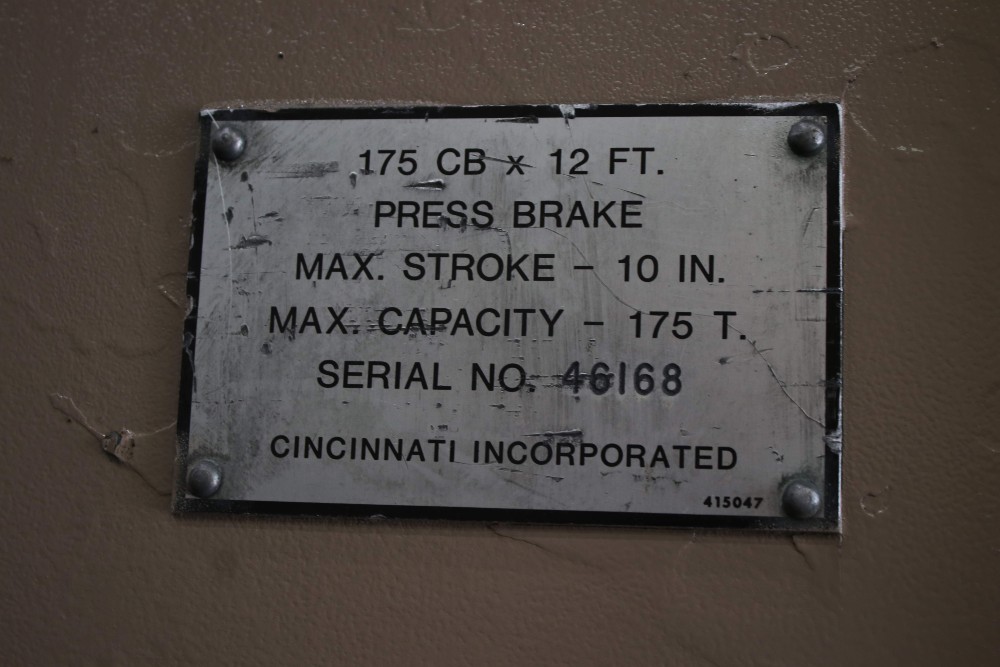 175 CB x 12 FT.
PRESS BRAKE
MAX. STROKE – 10 IN.
MAX. CAPACITY – 175 T.
SERIAL NO. 46168
CINCINNATI INCORPORATED
415047